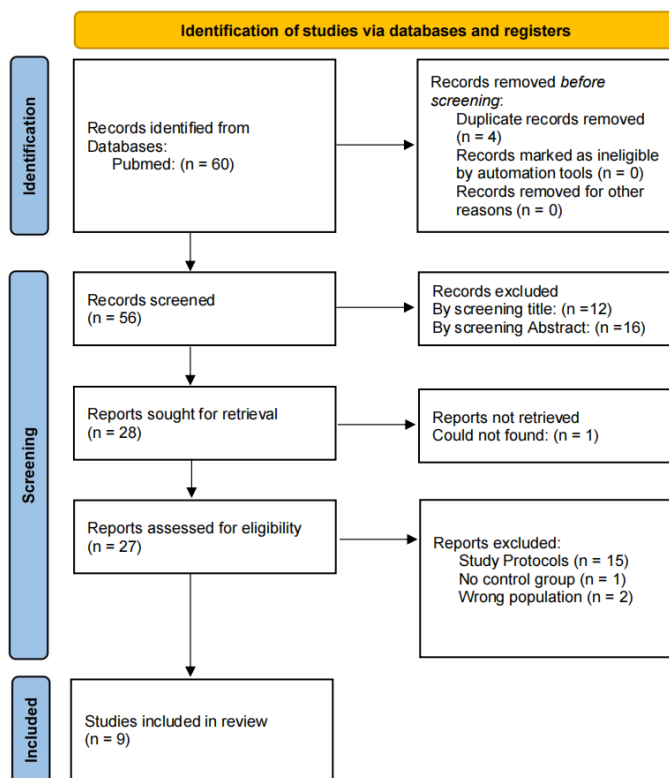 Identification of studies via databases and registers
Identification
Records identified from
Databases:
Pubmed: (n = 60)
Records removed before
screening:
Duplicate records removed
(n = 4)
Records marked as ineligible
by automation tools (n = 0)
Records removed for other
reasons (n = 0)
Screening
Records screened
(n = 56)
Records excluded
By screening title: (n =12)
By screening Abstract: (n =16)
Reports sought for retrieval
(n = 28)
Reports not retrieved
Could not found: (n = 1)
Reports assessed for eligibility
(n = 27)
Reports excluded:
Study Protocols (n = 15)
No control group (n = 1)
Wrong population (n = 2)
Included
Studies included in review
(n = 9)